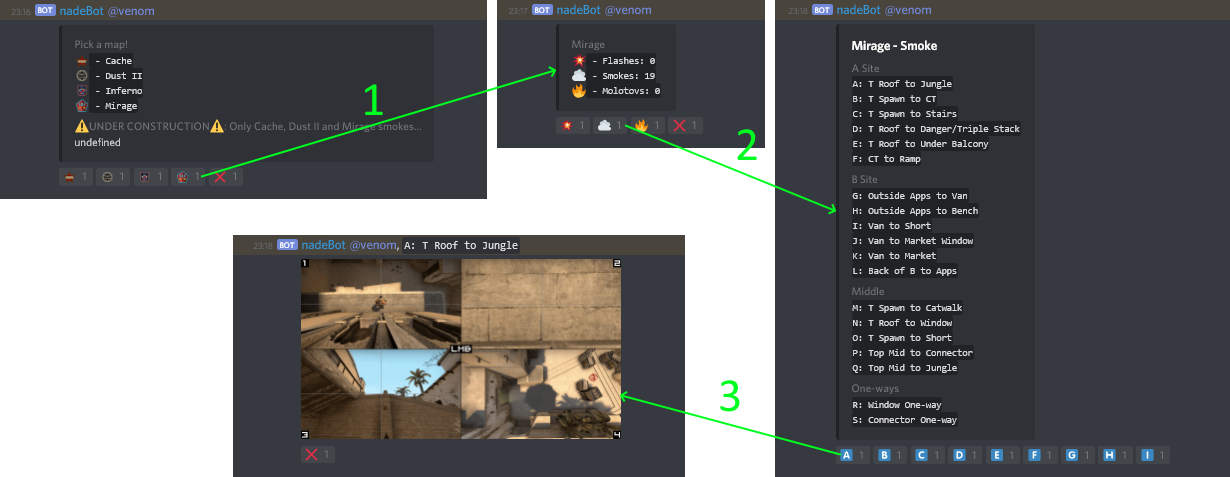 23:16 BOT nadeBot @venom
Pick a map!
- Cache
- Dust II
- Inferno
- Mirage
⚠️UNDER CONSTRUCTION⚠️: Only Cache, Dust II and Mirage smokes...
undefined
1 1 1 1 ❌ 1
1
23:17 BOT nadeBot @venom
Mirage
💥 - Flashes: 0
☁️ - Smokes: 19
🔥 - Molotovs: 0
💥 1 ☁️ 1 🔥 1 ❌ 1
2
23:18 BOT nadeBot @venom
Mirage - Smoke
A Site
A: T Roof to Jungle
B: T Spawn to CT
C: T Spawn to Stairs
D: T Roof to Danger/Triple Stack
E: T Roof to Under Balcony
F: CT to Ramp
B Site
G: Outside Apps to Van
H: Outside Apps to Bench
I: Van to Short
J: Van to Market Window
K: Van to Market
L: Back of B to Apps
Middle
M: T Spawn to Catwalk
N: T Roof to Window
O: T Spawn to Short
P: Top Mid to Connector
Q: Top Mid to Jungle
One-ways
R: Window One-way
S: Connector One-way
A 1 B 1 C 1 D 1 E 1 F 1 G 1 H 1 I 1
3
23:18 BOT nadeBot @venom, A: T Roof to Jungle
1 2
LMB
3 4
❌ 1